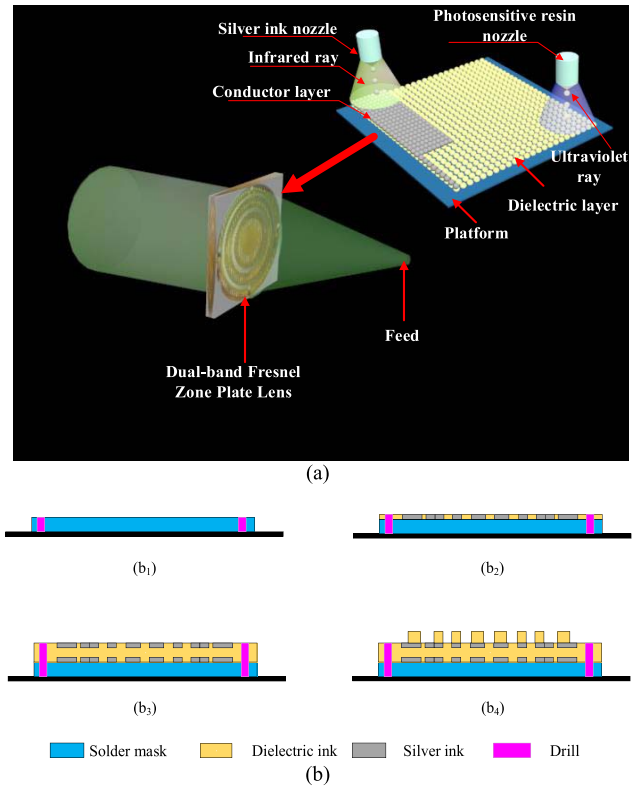 Silver ink nozzle
Photosensitive resin
nozzle
Infrared ray
Conductor layer
Ultraviolet
ray
Dielectric layer
Platform
Feed
Dual-band Fresnel
Zone Plate Lens
(a)
(b₁)
(b₂)
(b₃)
(b₄)
Solder mask
Dielectric ink
Silver ink
Drill
(b)